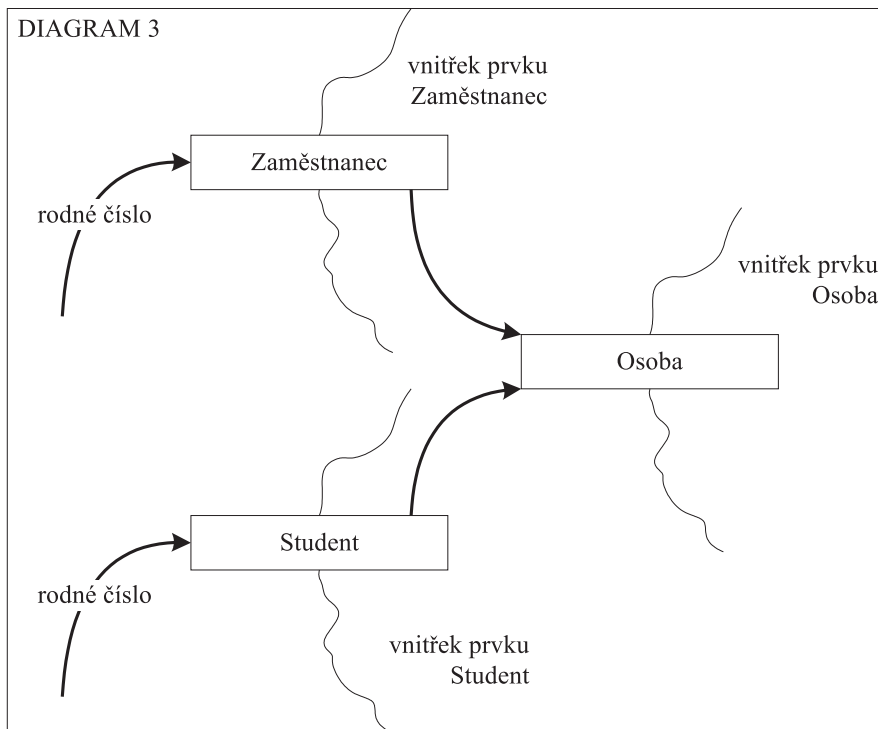 DIAGRAM 3
vnitřek prvku
Zaměstnanec
Zaměstnanec
rodné číslo
vnitřek prvku
Osoba
Osoba
Student
rodné číslo
vnitřek prvku
Student